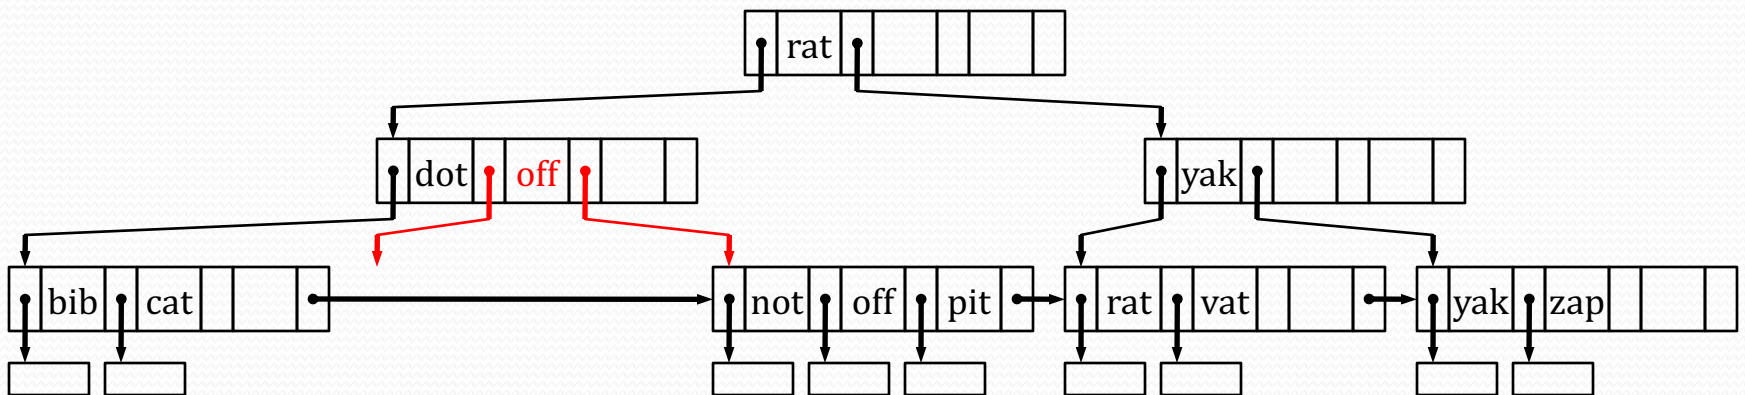 rat
dot off yak
bib cat not off pit rat vat yak zap